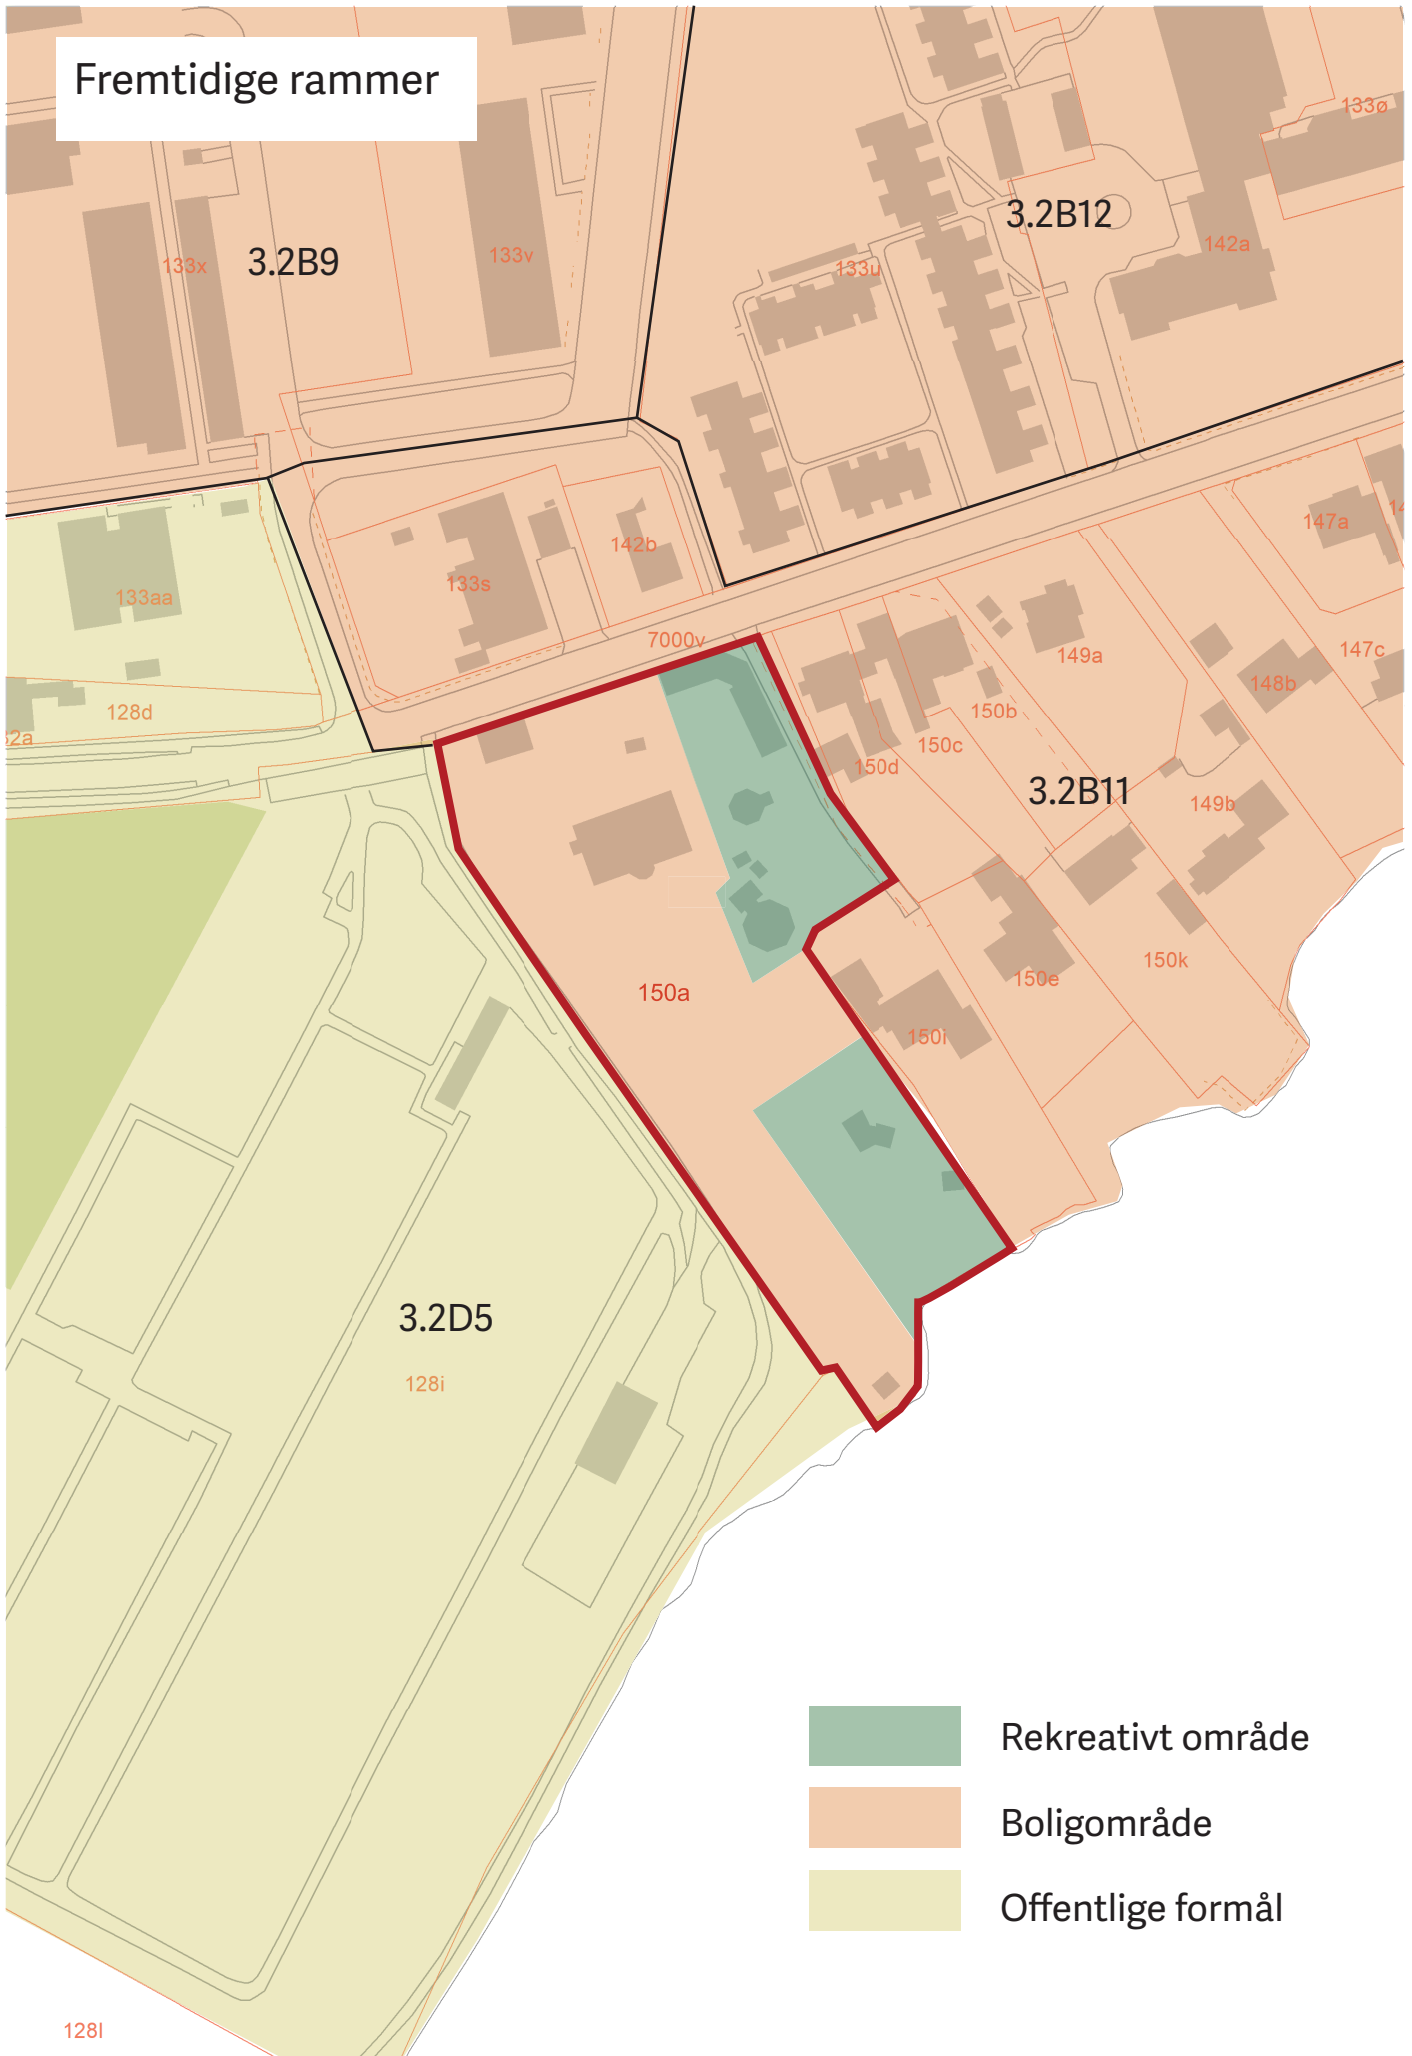 Fremtidige rammer
133ø
3.2B12
142a
133v
3.2B9
133x
133u
147a
142b
133s
133aa
7000v
147c
149a
148b
128d
150b
32a
150c
150d
3.2B11
149b
150k
150e
150a
150i
3.2D5
128i
Rekreativt område
Boligområde
Offentlige formål
128l